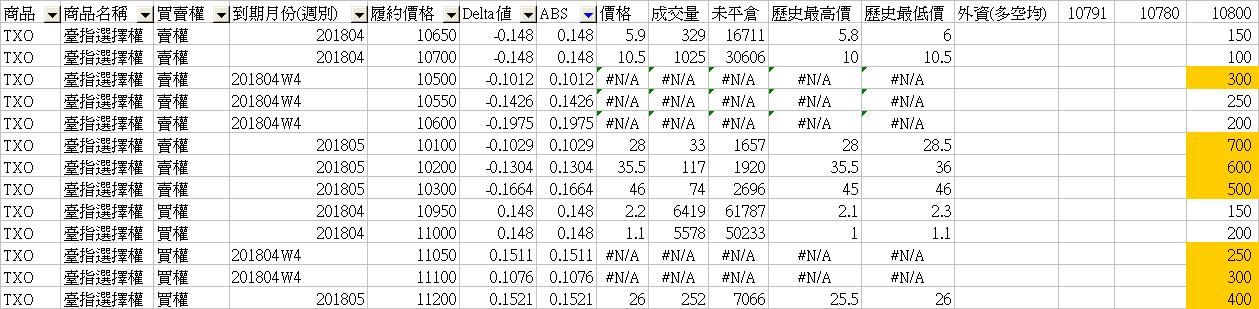 商品 商品名稱 買賣權 到期月份(週別) 履約價格 Delta值 ABS 價格 成交量 未平倉 歷史最高價 歷史最低價 外資(多空均) 10791 10780 10800
TXO 臺指選擇權 賣權 201804 10650 -0.148 0.148 5.9 329 16711 5.8 6 150
TXO 臺指選擇權 賣權 201804 10700 -0.148 0.148 10.5 1025 30606 10 10.5 100
TXO 臺指選擇權 賣權 201804W4 10500 -0.1012 0.1012 #N/A #N/A #N/A #N/A #N/A 300
TXO 臺指選擇權 賣權 201804W4 10550 -0.1426 0.1426 #N/A #N/A #N/A #N/A #N/A 250
TXO 臺指選擇權 賣權 201804W4 10600 -0.1975 0.1975 #N/A #N/A #N/A #N/A #N/A 200
TXO 臺指選擇權 賣權 201805 10100 -0.1029 0.1029 28 33 1657 28 28.5 700
TXO 臺指選擇權 賣權 201805 10200 -0.1304 0.1304 35.5 117 1920 35.5 36 600
TXO 臺指選擇權 賣權 201805 10300 -0.1664 0.1664 46 74 2696 45 46 500
TXO 臺指選擇權 買權 201804 10950 0.148 0.148 2.2 6419 61787 2.1 2.3 150
TXO 臺指選擇權 買權 201804 11000 0.148 0.148 1.1 5578 50233 1 1.1 200
TXO 臺指選擇權 買權 201804W4 11050 0.1511 0.1511 #N/A #N/A #N/A #N/A #N/A 250
TXO 臺指選擇權 買權 201804W4 11100 0.1076 0.1076 #N/A #N/A #N/A #N/A #N/A 300
TXO 臺指選擇權 買權 201805 11200 0.1521 0.1521 26 252 7066 25.5 26 400